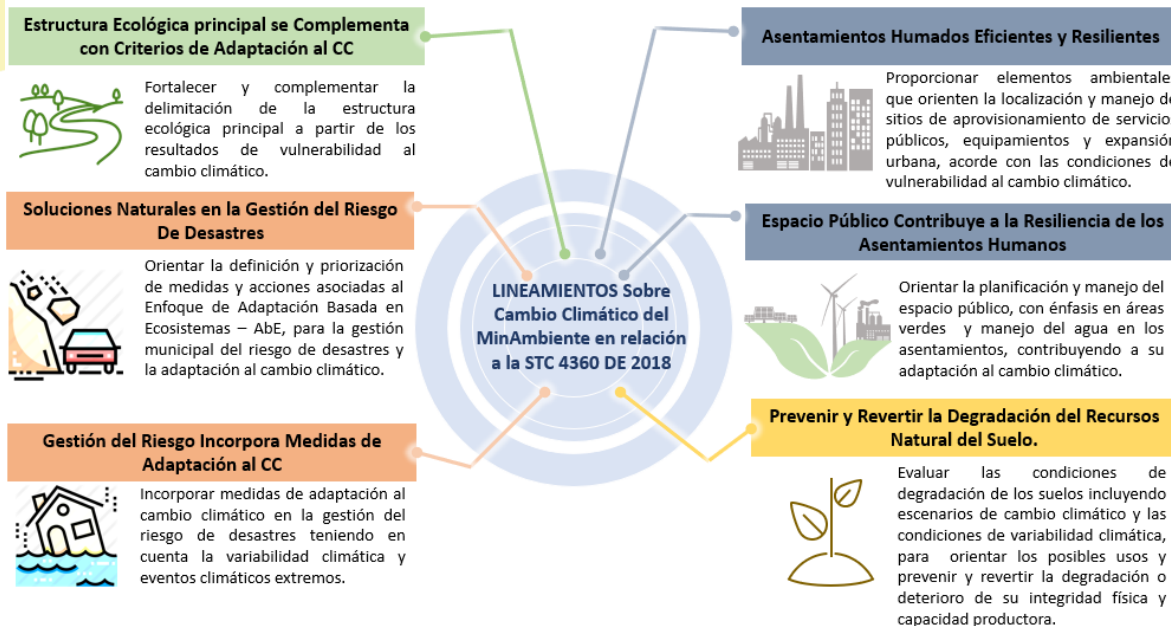 Estructura Ecológica principal se Complementa
con Criterios de Adaptación al CC
Fortalecer y complementar la
delimitación de la estructura
ecológica principal a partir de los
resultados de vulnerabilidad al
cambio climático.
Soluciones Naturales en la Gestión del Riesgo
De Desastres
Orientar la definición y priorización
de medidas y acciones asociadas al
Enfoque de Adaptación Basada en
Ecosistemas – AbE, para la gestión
municipal del riesgo de desastres y
la adaptación al cambio climático.
Gestión del Riesgo Incorpora Medidas de
Adaptación al CC
Incorporar medidas de adaptación al
cambio climático en la gestión del
riesgo de desastres teniendo en
cuenta la variabilidad climática y
eventos climáticos extremos.
LINEAMIENTOS Sobre
Cambio Climático del
MinAmbiente en relación
a la STC 4360 DE 2018
Asentamientos Humados Eficientes y Resilientes
Proporcionar elementos ambientale
que orienten la localización y manejo de
sitios de aprovisionamiento de servicio
públicos, equipamientos y expansión
urbana, acorde con las condiciones de
vulnerabilidad al cambio climático.
Espacio Público Contribuye a la Resiliencia de los
Asentamientos Humanos
Orientar la planificación y manejo del
espacio público, con énfasis en áreas
verdes y manejo del agua en los
asentamientos, contribuyendo a su
adaptación al cambio climático.
Prevenir y Revertir la Degradación del Recursos
Natural del Suelo.
Evaluar las condiciones de
degradación de los suelos incluyendo
escenarios de cambio climático y las
condiciones de variabilidad climática,
para orientar los posibles usos y
prevenir y revertir la degradación o
deterioro de su integridad física y
capacidad productora.